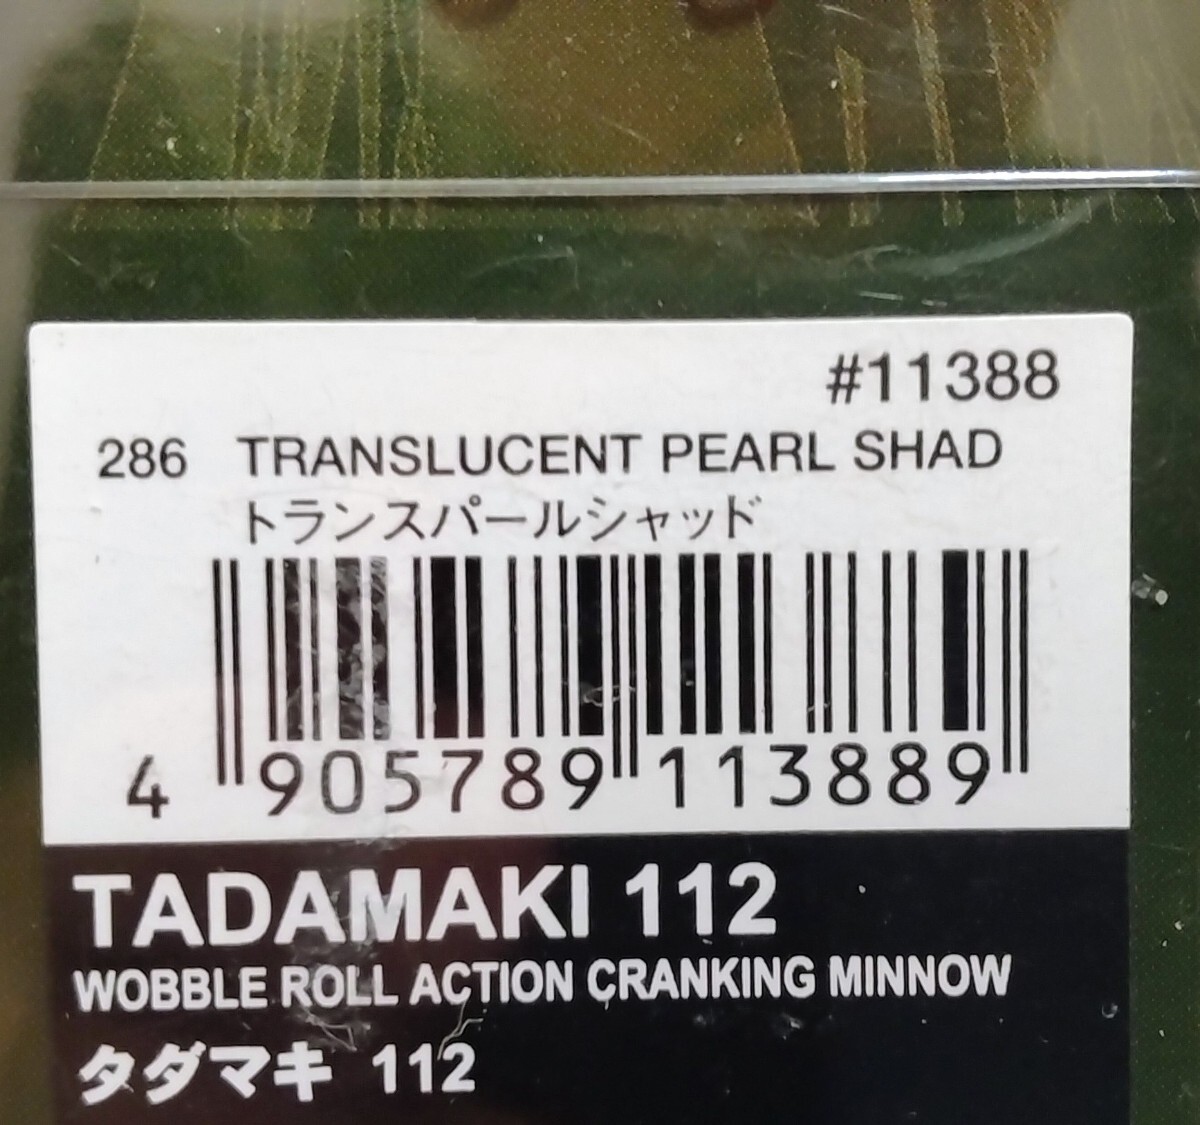 #11388
286 TRANSLUCENT PEARL SHAD
トランスパールシャッド
4 905789 113889
TADAMAKI 112
WOBBLE ROLL ACTION CRANKING MINNOW
タダマキ 112